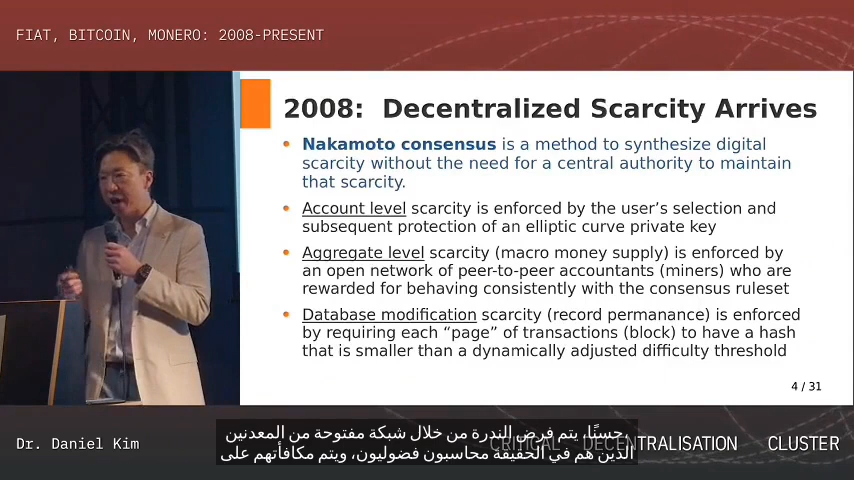 FIAT, BITCOIN, MONERO: 2008-PRESENT
2008: Decentralized Scarcity Arrives
Nakamoto consensus is a method to synthesize digital
scarcity without the need for a central authority to maintain
that scarcity.
Account level scarcity is enforced by the user’s selection and
subsequent protection of an elliptic curve private key
Aggregate level scarcity (macro money supply) is enforced by
an open network of peer-to-peer accountants (miners) who are
rewarded for behaving consistently with the consensus ruleset
Database modification scarcity (record permanance) is enforced
by requiring each “page” of transactions (block) to have a hash
that is smaller than a dynamically adjusted difficulty threshold
4 / 31
حسنًا، يتم فرض الندرة من خلال شبكة مفتوحة من المعدنين
الذين هم في الحقيقة محاسبون فضوليون، ويتم مكافأتهم على
Dr. Daniel Kim
CRITICAL DECENTRALISATION CLUSTER